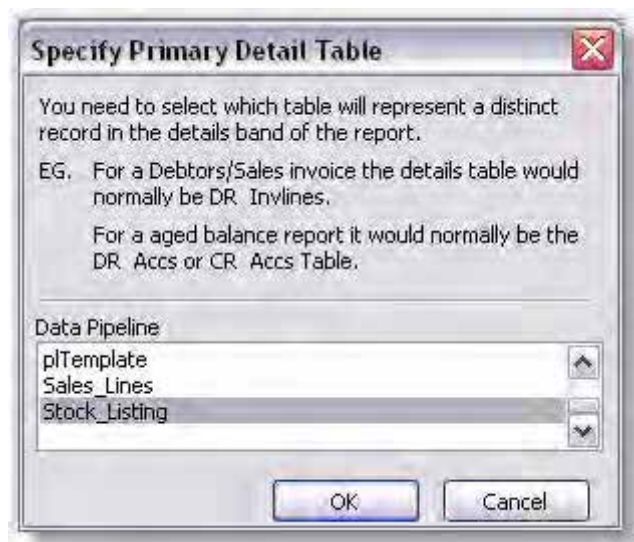 Specify Primary Detail Table
You need to select which table will represent a distinct
record in the details band of the report.
EG. For a Debtors/Sales invoice the details table would
normally be DR Invlines.
For a aged balance report it would normally be the
DR Accs or CR Accs Table.
Data Pipeline
plTemplate
Sales_Lines
Stock_Listing
OK Cancel